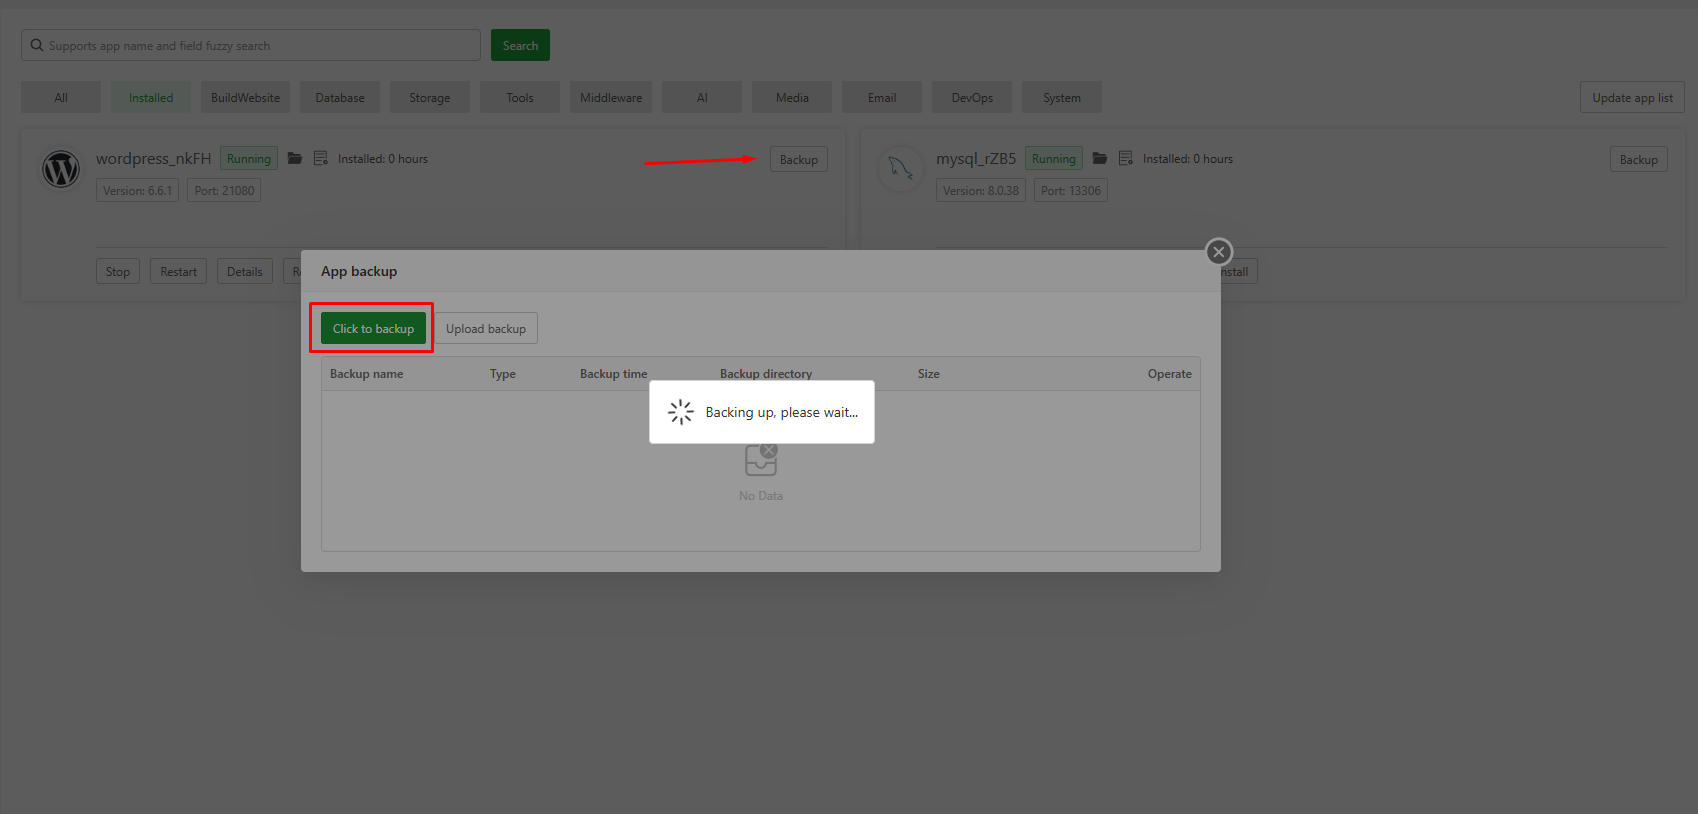 Supports app name and field fuzzy search
Search
All Installed BuildWebsite Database Storage Tools Middleware AI Media Email DevOps System Update app list
wordpress_nkFH Running Installed: 0 hours Backup
Version: 6.6.1 Port: 21080
mysql_rZB5 Running Installed: 0 hours Backup
Version: 8.0.38 Port: 13306
Stop Restart Details
App backup
Click to backup Upload backup
Backup name Type Backup time Backup directory Size Operate
Backing up, please wait...
No Data